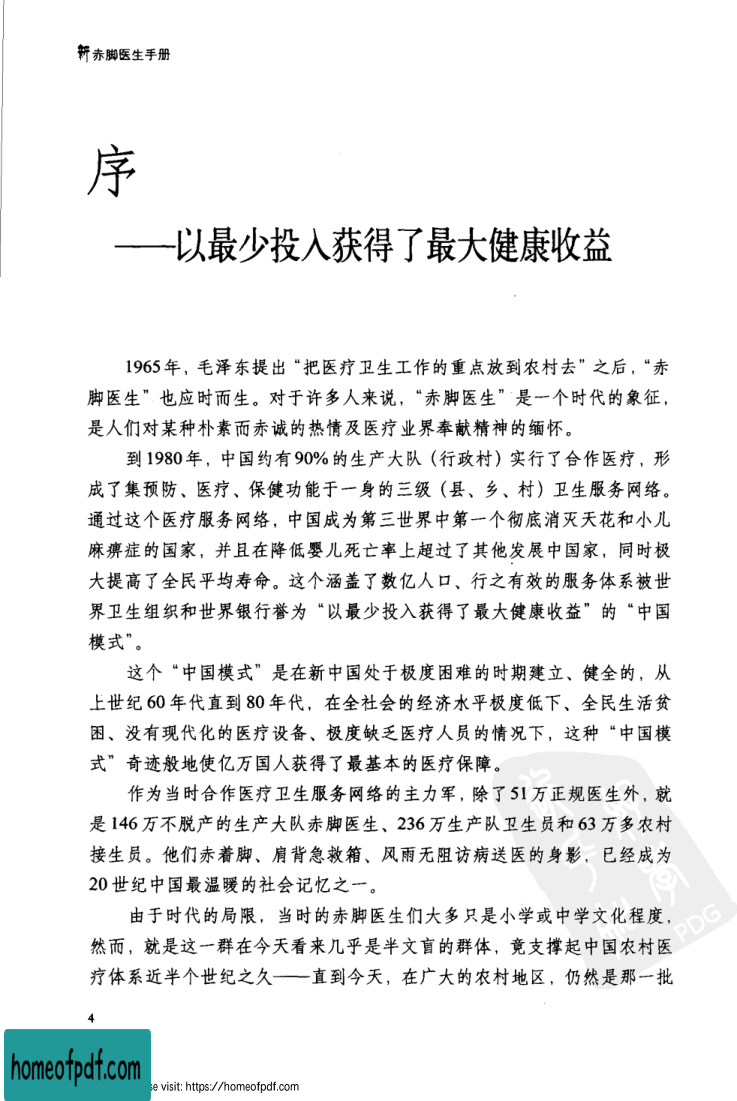 新赤脚医生手册
序
——以最少投入获得了最大健康收益
1965年，毛泽东提出“把医疗卫生工作的重点放到农村去”之后，“赤
脚医生”也应时而生。对于许多人来说，“赤脚医生”是一个时代的象征，
是人们对某种朴素而赤诚的热情及医疗业界奉献精神的缅怀。
到1980年，中国约有90%的生产大队（行政村）实行了合作医疗，形
成了集预防、医疗、保健功能于一身的三级（县、乡、村）卫生服务网络。
通过这个医疗服务网络，中国成为第三世界中第一个彻底消灭天花和小儿
麻痹症的国家，并且在降低婴儿死亡率上超过了其他发展中国家，同时极
大提高了全民平均寿命。这个涵盖了数亿人口、行之有效的服务体系被世
界卫生组织和世界银行誉为“以最少投入获得了最大健康收益”的“中国
模式”。
这个“中国模式”是在新中国处于极度困难的时期建立、健全的，从
上世纪60年代直到80年代，在全社会的经济水平极度低下、全民生活贫
困、没有现代化的医疗设备、极度缺乏医疗人员的情况下，这种“中国模
式”奇迹般地使亿万国人获得了最基本的医疗保障。
作为当时合作医疗卫生服务网络的主力军，除了51万正规医生外，就
是146万不脱产的生产大队赤脚医生、236万生产队卫生员和63万多农村
接生员。他们赤着脚、肩背急救箱、风雨无阻访病送医的身影，已经成为
20世纪中国最温暖的社会记忆之一。
由于时代的局限，当时的赤脚医生们大多只是小学或中学文化程度，
然而，就是这一群在今天看来几乎是半文盲的群体，竟支撑起中国农村医
疗体系近半个世纪之久——直到今天，在广大的农村地区，仍然是那一批
PDG
4
homeofpdf.com
se visit: https://homeofpdf.com